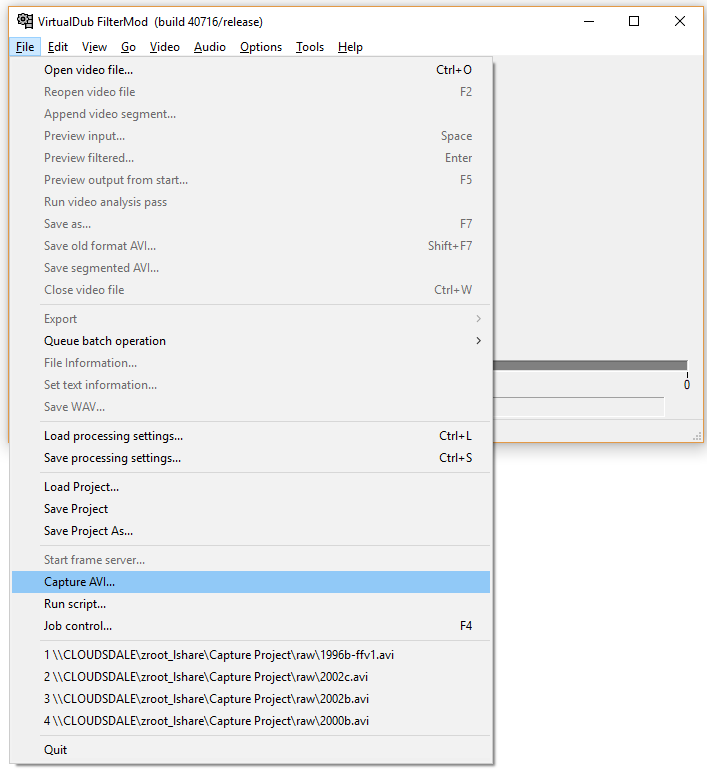 VirtualDub FilterMod (build 40716/release)
File Edit View Go Video Audio Options Tools Help
Open video file... Ctrl+O
Reopen video file F2
Append video segment...
Preview input... Space
Preview filtered... Enter
Preview output from start... F5
Run video analysis pass
Save as... F7
Save old format AVI... Shift+F7
Save segmented AVI...
Close video file Ctrl+W
Export
Queue batch operation
File Information...
Set text information...
0
Save WAV...
Load processing settings... Ctrl+L
Save processing settings... Ctrl+S
Load Project...
Save Project
Save Project As...
Start frame server...
Capture AVI...
Run script...
Job control... F4
1 \\CLOUDSDALE\zroot_lshare\Capture Project\raw\1996b-ffv1.avi
2 \\CLOUDSDALE\zroot_lshare\Capture Project\raw\2002c.avi
3 \\CLOUDSDALE\zroot_lshare\Capture Project\raw\2002b.avi
4 \\CLOUDSDALE\zroot_lshare\Capture Project\raw\2000b.avi
Quit